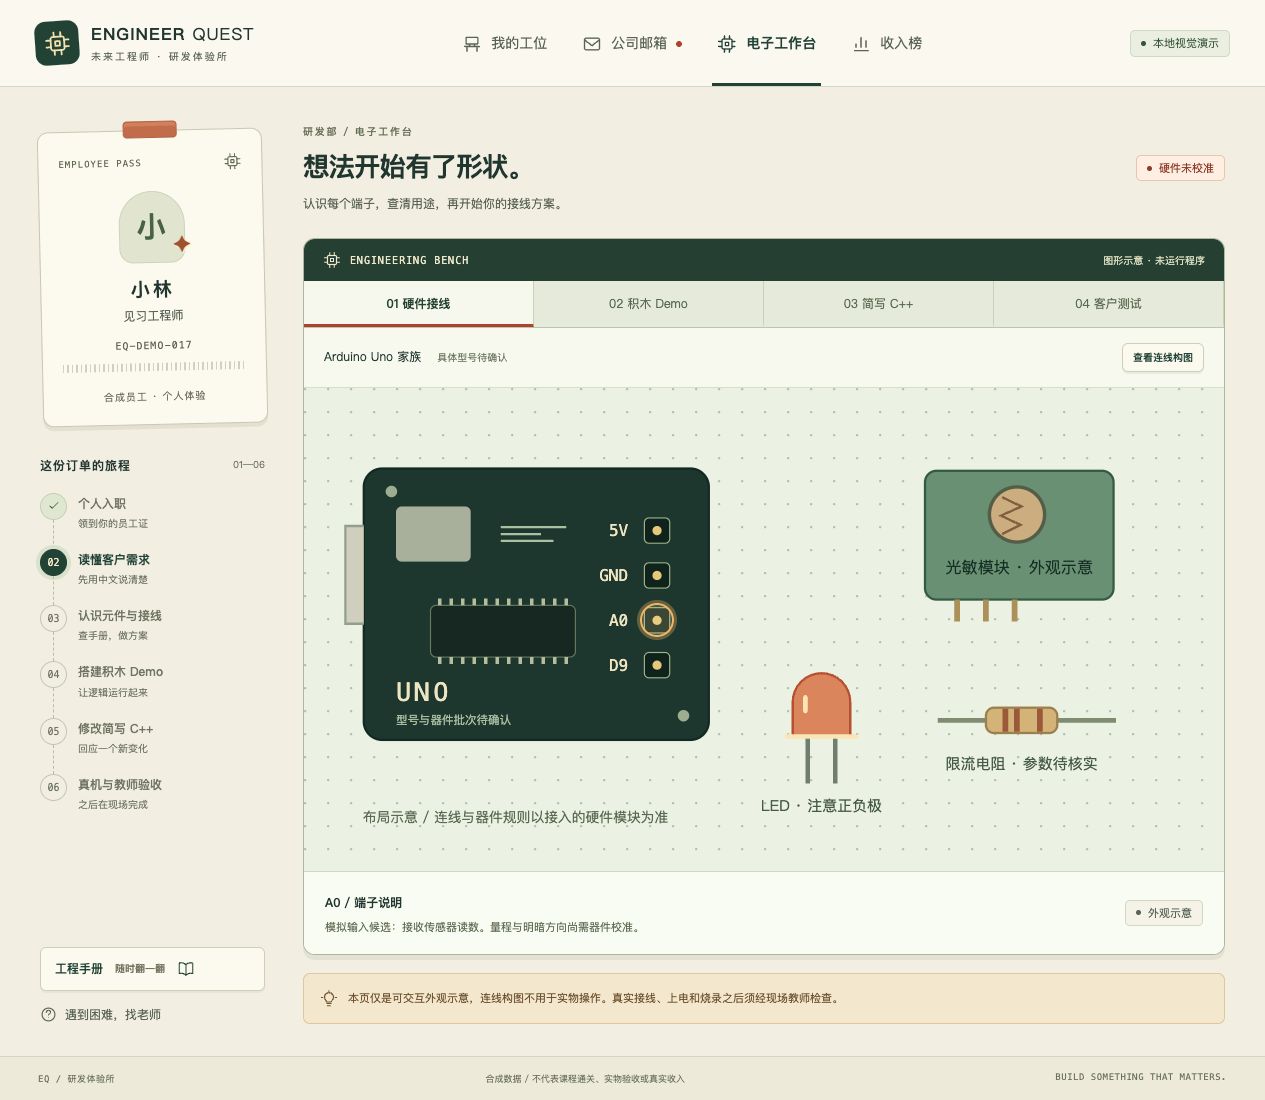 ENGINEER QUEST
未来工程师 · 研发体验所
我的工位
公司邮箱
电子工作台
收入榜
本地视觉演示
EMPLOYEE PASS
小
小林
见习工程师
EQ-DEMO-017
合成员工 · 个人体验
这份订单的旅程
01—06
个人入职
领到你的员工证
02
读懂客户需求
先用中文说清楚
03
认识元件与接线
查手册，做方案
04
搭建积木 Demo
让逻辑运行起来
05
修改简写 C++
回应一个新变化
06
真机与教师验收
之后在现场完成
工程手册
随时翻一翻
遇到困难，找老师
研发部 / 电子工作台
想法开始有了形状。
认识每个端子，查清用途，再开始你的接线方案。
硬件未校准
ENGINEERING BENCH
图形示意 · 未运行程序
01 硬件接线
02 积木 Demo
03 简写 C++
04 客户测试
Arduino Uno 家族
具体型号待确认
查看连线构图
5V
GND
A0
D9
UNO
型号与器件批次待确认
光敏模块 · 外观示意
限流电阻 · 参数待核实
LED · 注意正负极
布局示意 / 连线与器件规则以接入的硬件模块为准
A0 / 端子说明
模拟输入候选：接收传感器读数。量程与明暗方向尚需器件校准。
外观示意
本页仅是可交互外观示意，连线构图不用于实物操作。真实接线、上电和烧录之后须经现场教师检查。
EQ / 研发体验所
合成数据 / 不代表课程通关、实物验收或真实收入
BUILD SOMETHING THAT MATTERS.